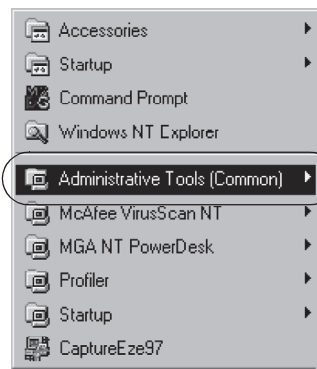 Accessories
Startup
Command Prompt
Windows NT Explorer
Administrative Tools (Common)
McAfee VirusScan NT
MGA NT PowerDesk
Profiler
Startup
CaptureEze97